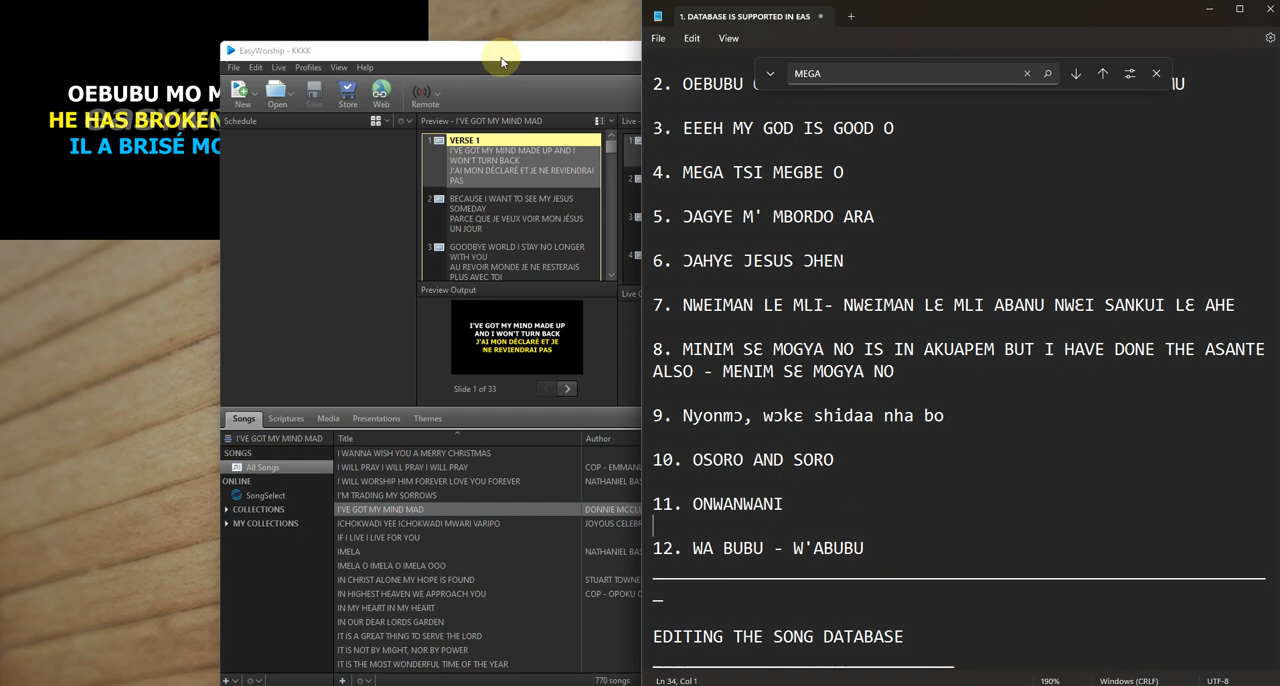 OEBUBU MO M
HE HAS BROKEN
IL A BRISÉ MO
EasyWorship - KKKK
File Edit Live Profiles View Help
New Open Save Store Web Remote
Schedule
Preview - I'VE GOT MY MIND MAD
Live -
1 VERSE 1
I'VE GOT MY MIND MADE UP AND I
WON'T TURN BACK
J'AI MON DÉCLARÉ ET JE NE REVIENDRAI
PAS
2 BECAUSE I WANT TO SEE MY JESUS
SOMEDAY
PARCE QUE JE VEUX VOIR MON JÉSUS
UN JOUR
3 GOODBYE WORLD I STAY NO LONGER
WITH YOU
AU REVOIR MONDE JE NE RESTERAIS
PLUS AVEC TOI
1
2
3
4
Preview Output
Live O
I'VE GOT MY MIND MADE UP
AND I WON'T TURN BACK
J'AI MON DÉCLARÉ ET JE
NE REVIENDRAI PAS
Slide 1 of 33
Songs Scriptures Media Presentations Themes
I'VE GOT MY MIND MAD
SONGS
All Songs
ONLINE
SongSelect
COLLECTIONS
MY COLLECTIONS
Title Author
I WANNA WISH YOU A MERRY CHRISTMAS
I WILL PRAY I WILL PRAY I WILL PRAY COP - EMMANU
I WILL WORSHIP HIM FOREVER LOVE YOU FOREVER NATHANIEL BAS
I'M TRADING MY SORROWS
I'VE GOT MY MIND MAD DONNIE MCCLU
ICHOKWADI YEE ICHOKWADI MWARI VARIPO JOYOUS CELEBR
IF I LIVE I LIVE FOR YOU
IMELA NATHANIEL BAS
IMELA O IMELA O IMELA OOO
IN CHRIST ALONE MY HOPE IS FOUND STUART TOWNE
IN HIGHEST HEAVEN WE APPROACH YOU COP - OPOKU O
IN MY HEART IN MY HEART
IN OUR DEAR LORDS GARDEN
IT IS A GREAT THING TO SERVE THE LORD
IT IS NOT BY MIGHT, NOR BY POWER
IT IS THE MOST WONDERFUL TIME OF THE YEAR
770 songs
1. DATABASE IS SUPPORTED IN EAS
File Edit View
MEGA
2. OEBUBU
3. EEEH MY GOD IS GOOD O
4. MEGA TSI MEGBE O
5. ƆAGYE M' MBORDO ARA
6. ƆAHYƐ JESUS ƆHEN
7. NWEIMAN LE MLI- NWƐIMAN LƐ MLI ABANU NWƐI SANKUI LƐ AHE
8. MINIM SƐ MOGYA NO IS IN AKUAPEM BUT I HAVE DONE THE ASANTE
ALSO - MENIM SƐ MOGYA NO
9. Nyonmɔ, wɔkɛ shidaa nha bo
10. OSORO AND SORO
11. ONWANWANI
12. WA BUBU - W'ABUBU
EDITING THE SONG DATABASE
Ln 34, Col 1 190% Windows (CRLF) UTF-8